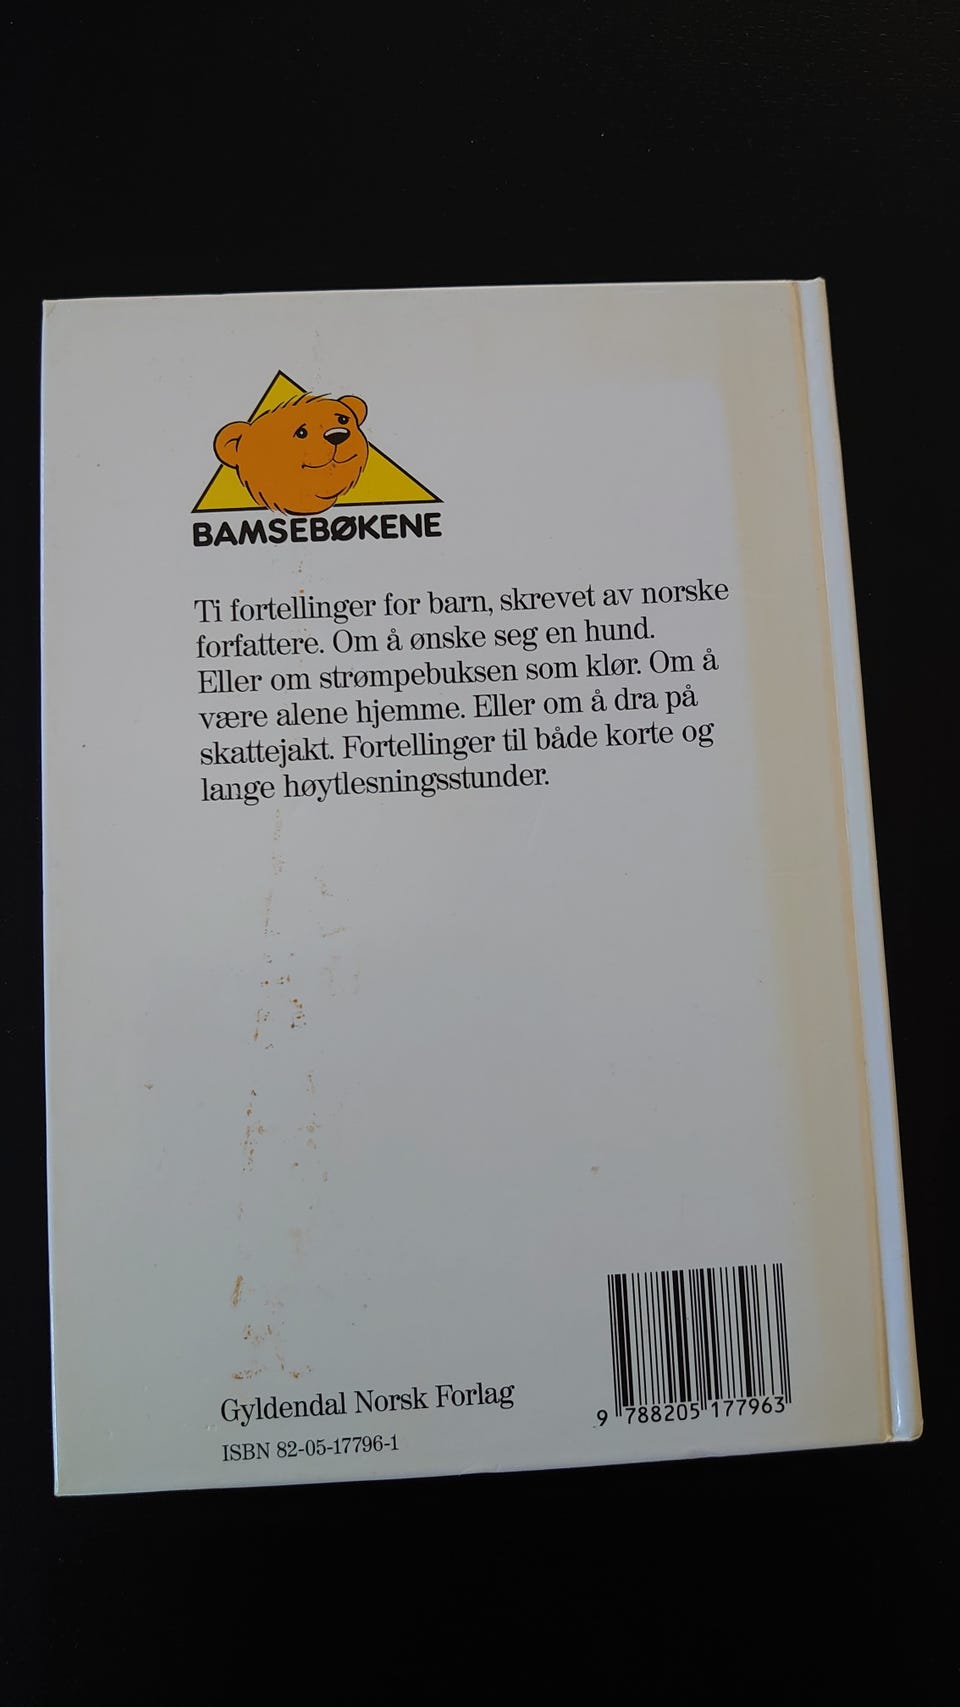 BAMSEBØKENE
Ti fortellinger for barn, skrevet av norske
forfattere. Om å ønske seg en hund.
Eller om strømpebuksen som klør. Om å
være alene hjemme. Eller om å dra på
skattejakt. Fortellinger til både korte og
lange høytlesningsstunder.
Gyldendal Norsk Forlag
ISBN 82-05-17796-1
9 788205 177963